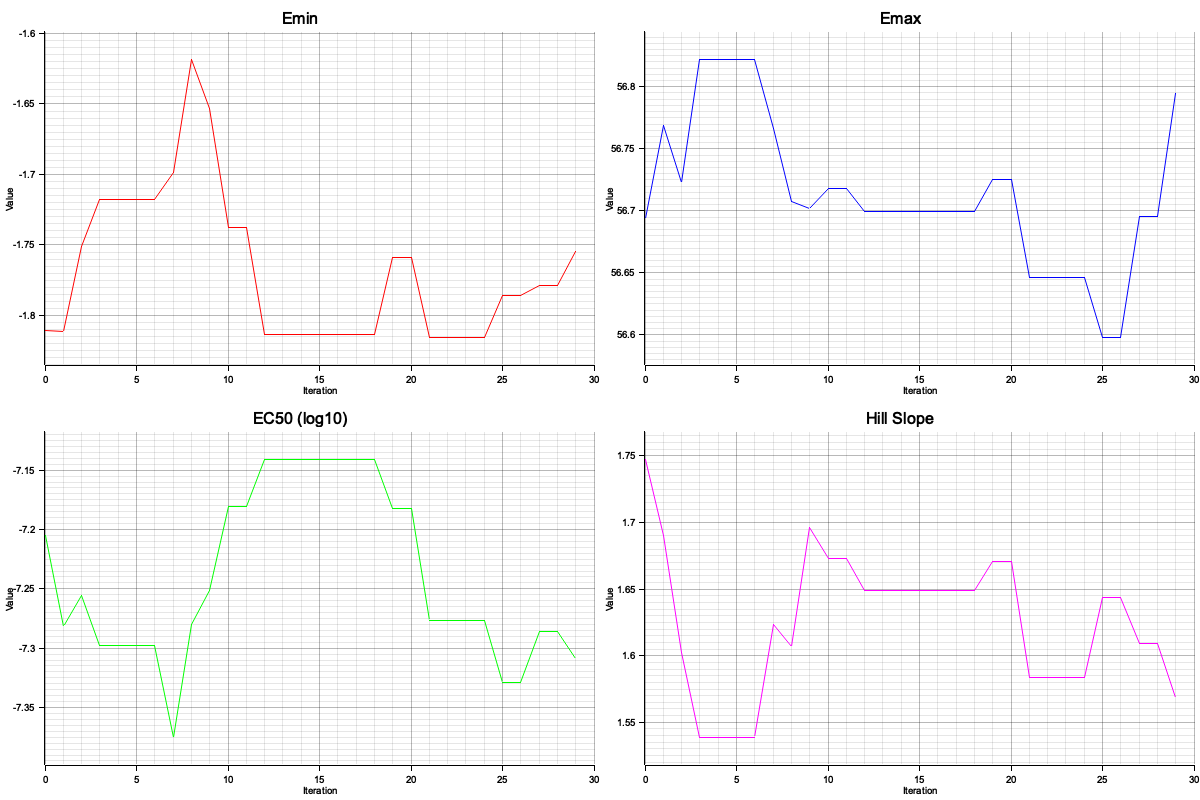 Emin
-1.6
-1.65
-1.7
-1.75
-1.8
Value
0 5 10 15 20 25 30
Iteration
Emax
56.8
56.75
56.7
56.65
56.6
Value
0 5 10 15 20 25 30
Iteration
EC50 (log10)
-7.15
-7.2
-7.25
-7.3
-7.35
Value
0 5 10 15 20 25 30
Iteration
Hill Slope
1.75
1.7
1.65
1.6
1.55
Value
0 5 10 15 20 25 30
Iteration